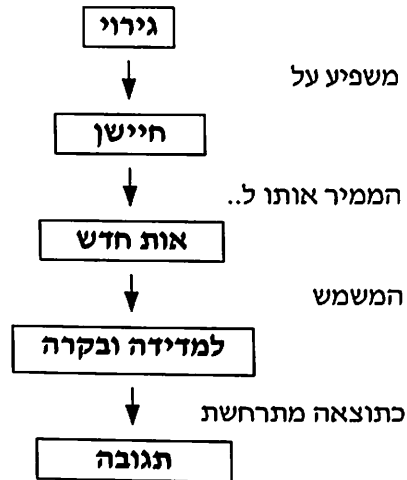 גירוי
משפיע על
חיישן
הממיר אותו ל..
אות חדש
המשמש
למדידה ובקרה
כתוצאה מתרחשת
תגובה